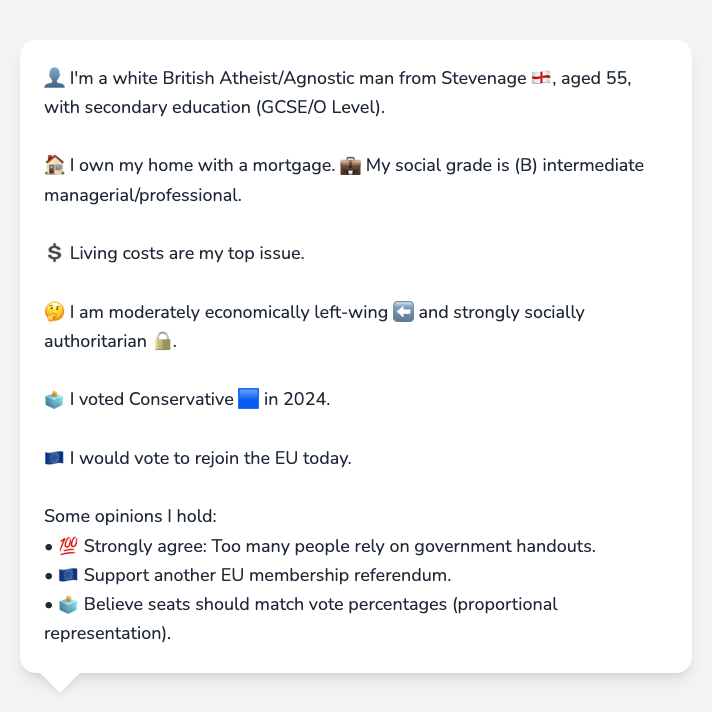 👤 I'm a white British Atheist/Agnostic man from Stevenage 🏴󠁧󠁢󠁥󠁮󠁧󠁿, aged 55,
with secondary education (GCSE/O Level).
🏠 I own my home with a mortgage. 💼 My social grade is (B) intermediate
managerial/professional.
💲 Living costs are my top issue.
🤔 I am moderately economically left-wing ⬅️ and strongly socially
authoritarian 🔒.
🗳️ I voted Conservative 🟦 in 2024.
🇪🇺 I would vote to rejoin the EU today.
Some opinions I hold:
• 💯 Strongly agree: Too many people rely on government handouts.
• 🇪🇺 Support another EU membership referendum.
• 🗳️ Believe seats should match vote percentages (proportional
representation).